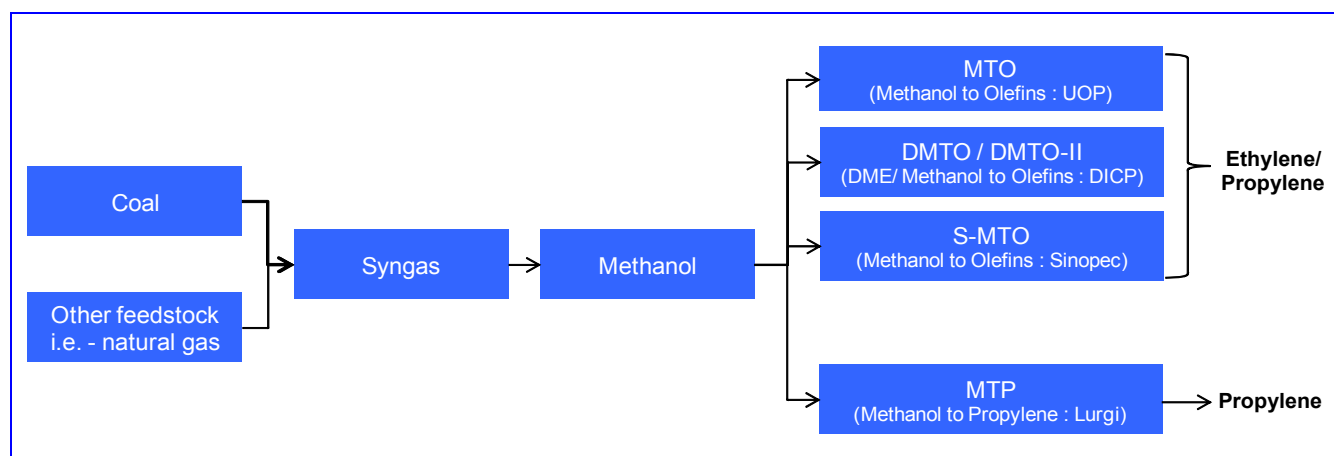 Coal
Other feedstock
i.e. - natural gas
Syngas
Methanol
MTO
(Methanol to Olefins : UOP)
DMTO / DMTO-II
(DME/ Methanol to Olefins : DICP)
S-MTO
(Methanol to Olefins : Sinopec)
MTP
(Methanol to Propylene : Lurgi)
Ethylene/
Propylene
Propylene